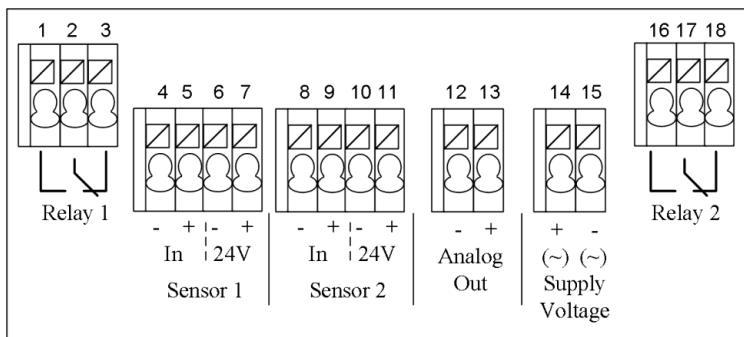 1 2 3
16 17 18
4 5 6 7
8 9 10 11
12 13
14 15
Relay 1
Relay 2
- + - +
- + - +
- +
+ -
In 24V
In 24V
Analog
Out
(~) (~)
Supply
Voltage
Sensor 1
Sensor 2